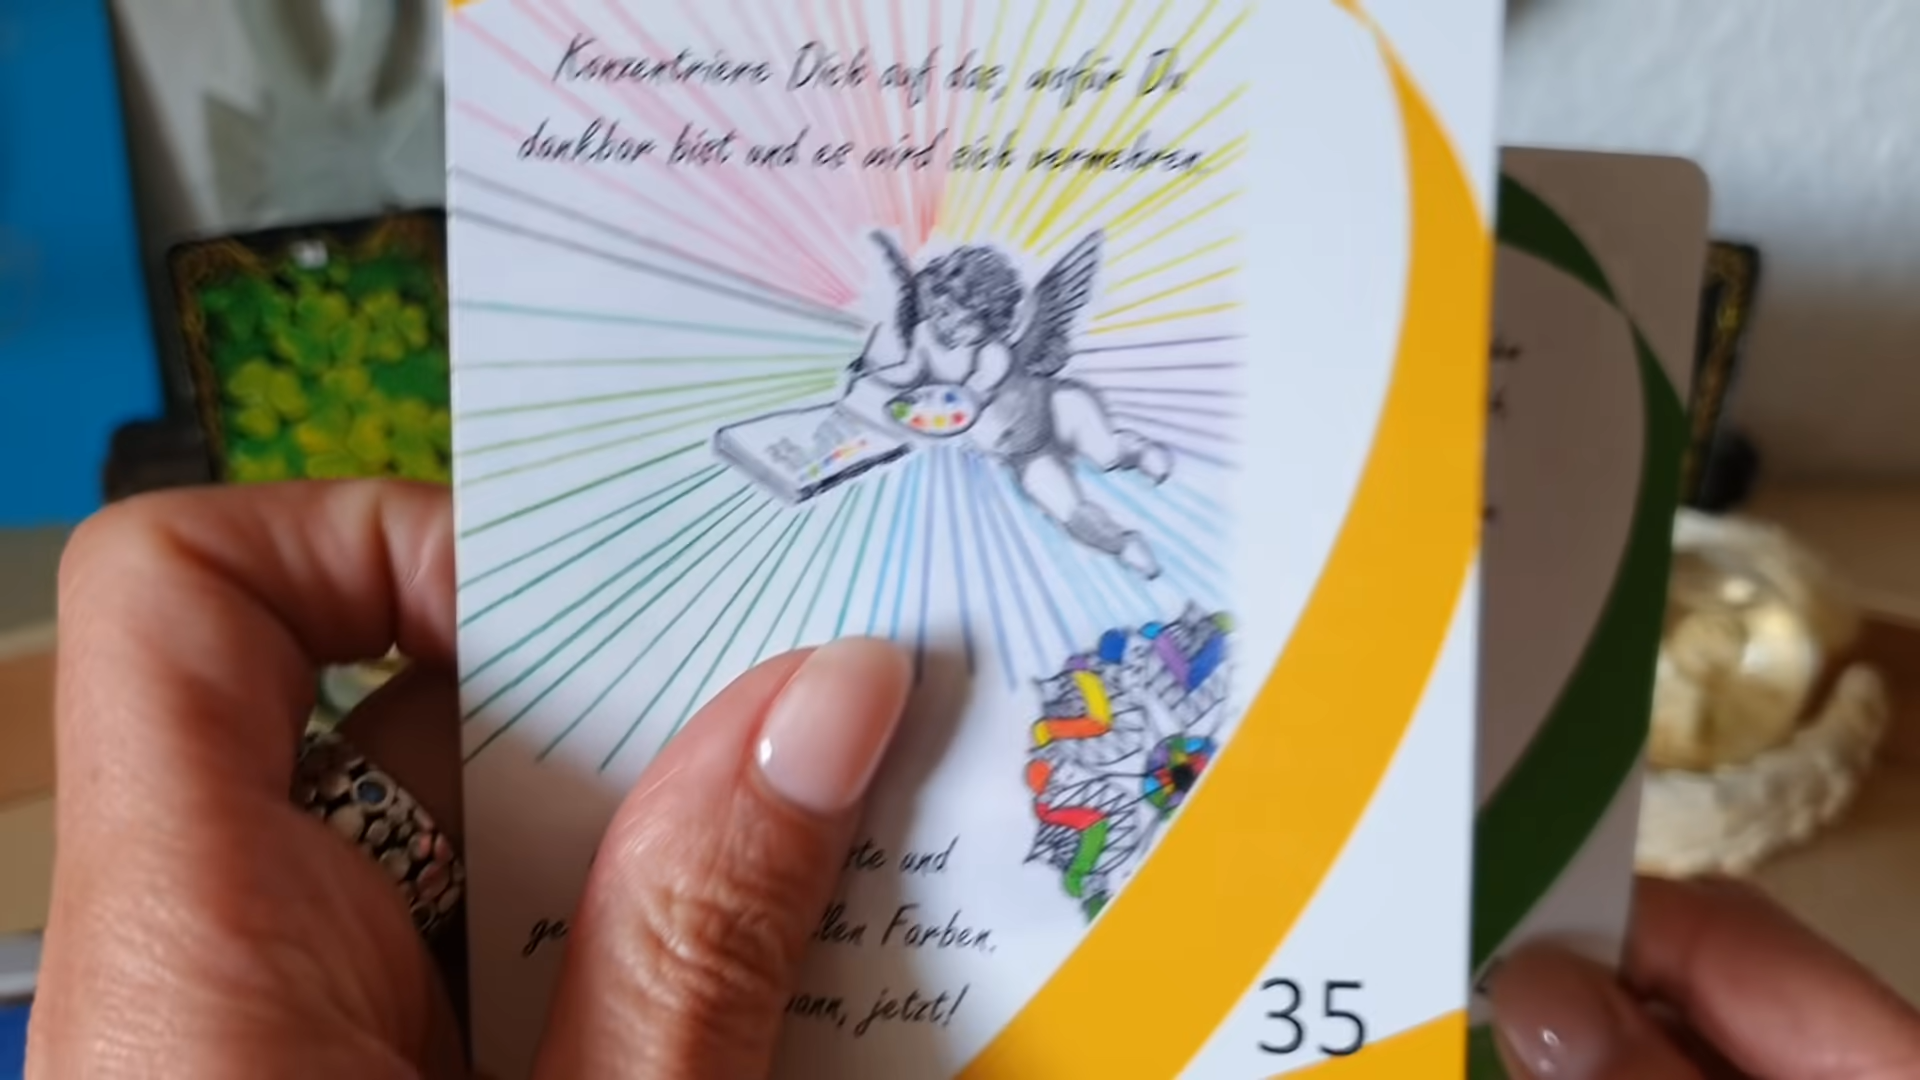 Konzentriere Dich auf das, wofür Du
dankbar bist und es wird sich vermehren.
und
Farben.
jetzt!
35